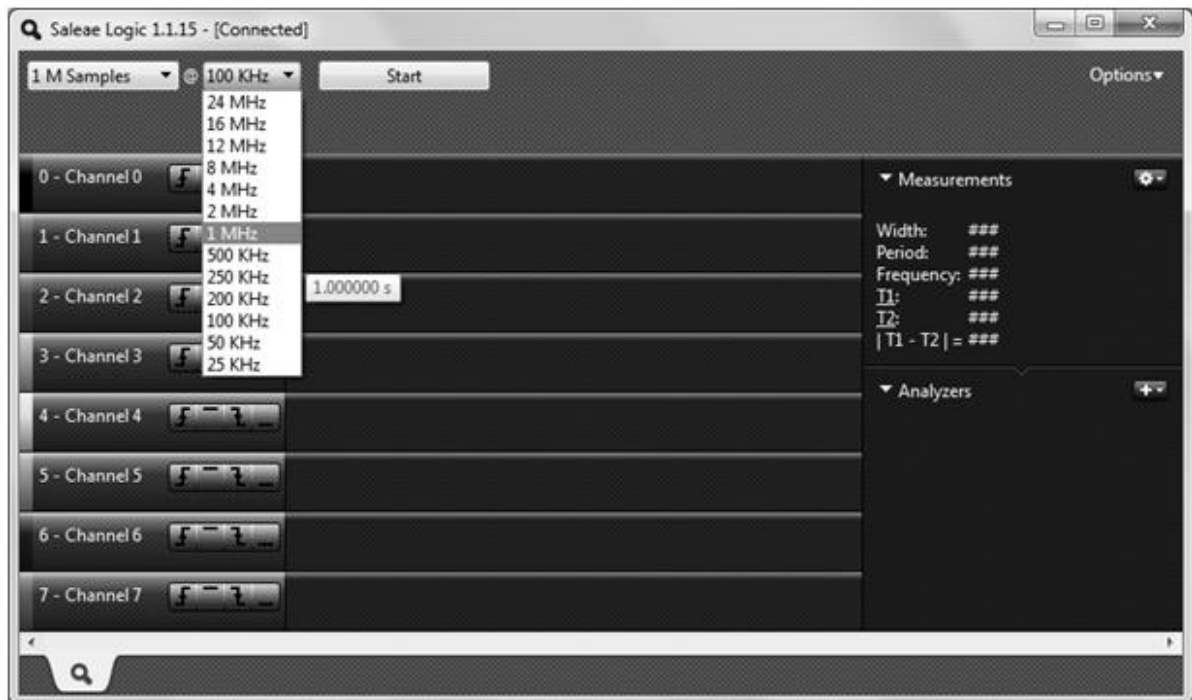 Saleae Logic 1.1.15 - [Connected]
1 M Samples @ 100 KHz Start Options
24 MHz
16 MHz
12 MHz
8 MHz
4 MHz
2 MHz
1 MHz
500 KHz
250 KHz
200 KHz
100 KHz
50 KHz
25 KHz
1.000000 s
0 - Channel 0
1 - Channel 1
2 - Channel 2
3 - Channel 3
4 - Channel 4
5 - Channel 5
6 - Channel 6
7 - Channel 7
Measurements
Width: ###
Period: ###
Frequency: ###
T1: ###
T2: ###
| T1 - T2 | = ###
Analyzers